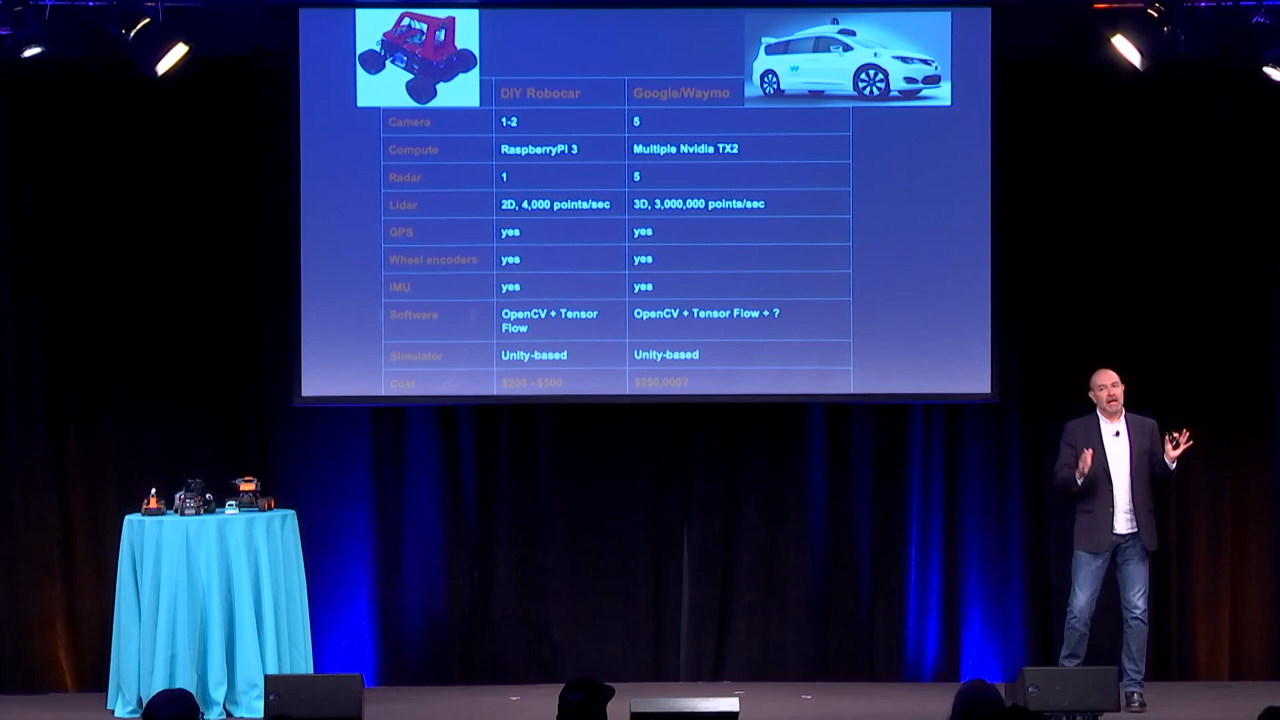 DIY Robocar Google/Waymo
Camera 1-2 5
Compute RaspberryPi 3 Multiple Nvidia TX2
Radar 1 5
Lidar 2D, 4,000 points/sec 3D, 3,000,000 points/sec
GPS yes yes
Wheel encoders yes yes
IMU yes yes
Software OpenCV + Tensor OpenCV + Tensor Flow + ?
Flow
Simulator Unity-based Unity-based
Cost $200 - $500 $250,000?